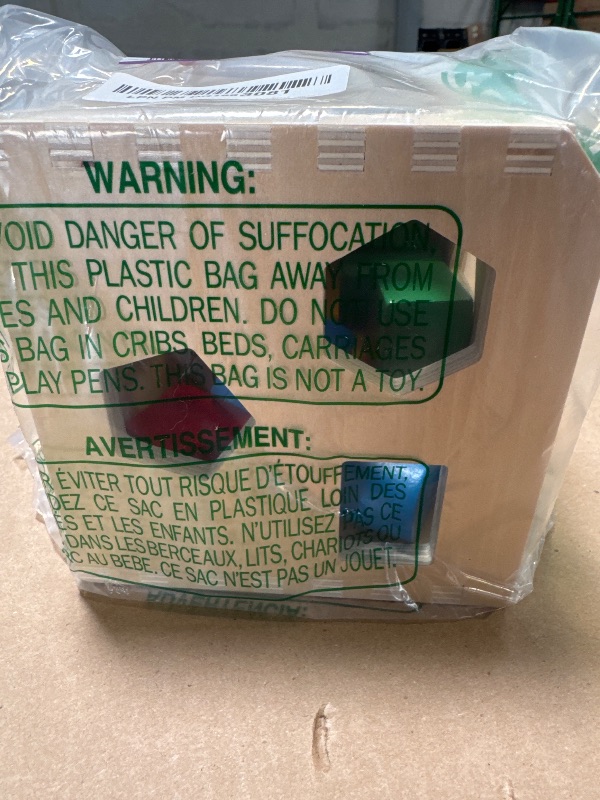 WARNING:
VOID DANGER OF SUFFOCATION,
THIS PLASTIC BAG AWAY FROM
ES AND CHILDREN. DO NOT USE
S BAG IN CRIBS, BEDS, CARRIAGES
PLAY PENS. THIS BAG IS NOT A TOY.
AVERTISSEMENT:
R ÉVITER TOUT RISQUE D'ÉTOUFFEMENT,
DEZ CE SAC EN PLASTIQUE LOIN DES
ES ET LES ENFANTS. N'UTILISEZ PAS CE
DANS LES BERCEAUX, LITS, CHARIOTS OU
RC AU BEBE. CE SAC N'EST PAS UN JOUET.
ADVERTENCIA: